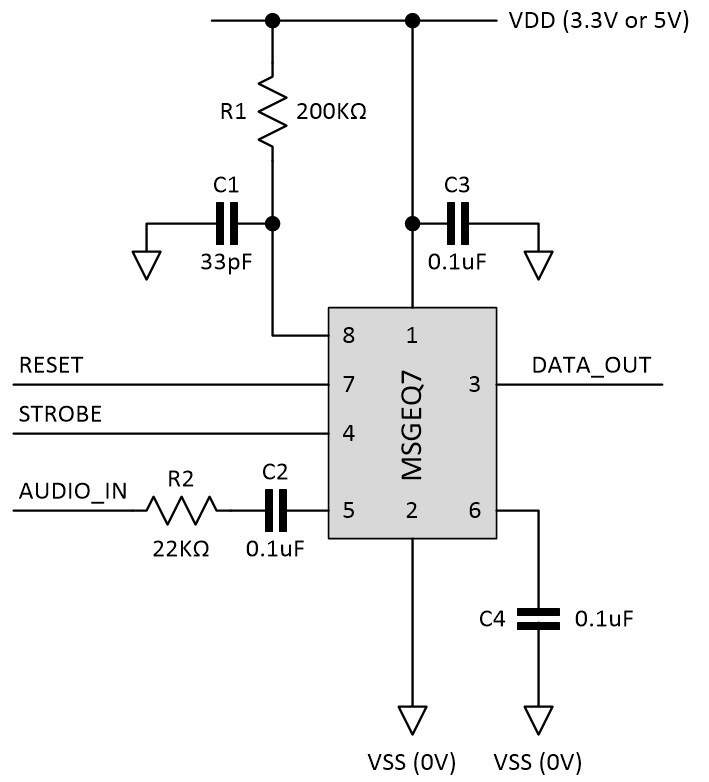 VDD (3.3V or 5V)
R1 200KΩ
C1
C3
33pF
0.1uF
8 1
RESET
7
3
DATA_OUT
STROBE
4
MSGEQ7
AUDIO_IN
R2
C2
22KΩ
0.1uF
5 2 6
C4 0.1uF
VSS (0V)
VSS (0V)